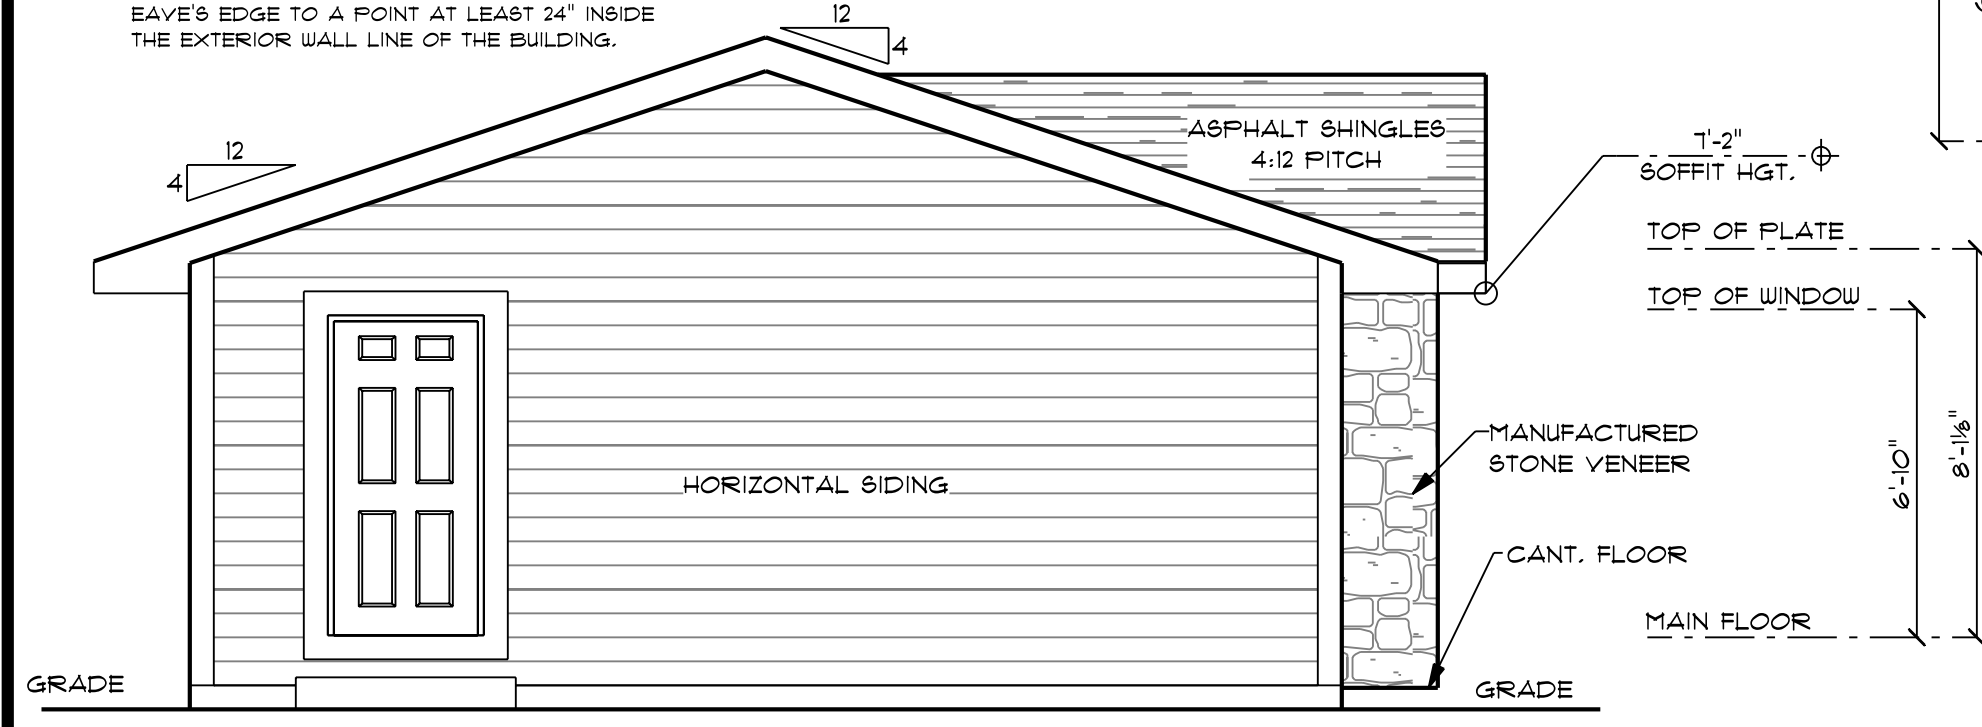 EAVE'S EDGE TO A POINT AT LEAST 24" INSIDE
THE EXTERIOR WALL LINE OF THE BUILDING.
12
4
12
4
ASPHALT SHINGLES
4:12 PITCH
7'-2"
SOFFIT HGT.
TOP OF PLATE
TOP OF WINDOW
MANUFACTURED
STONE VENEER
HORIZONTAL SIDING
6'-10"
8'-1⅛"
CANT. FLOOR
MAIN FLOOR
GRADE
GRADE